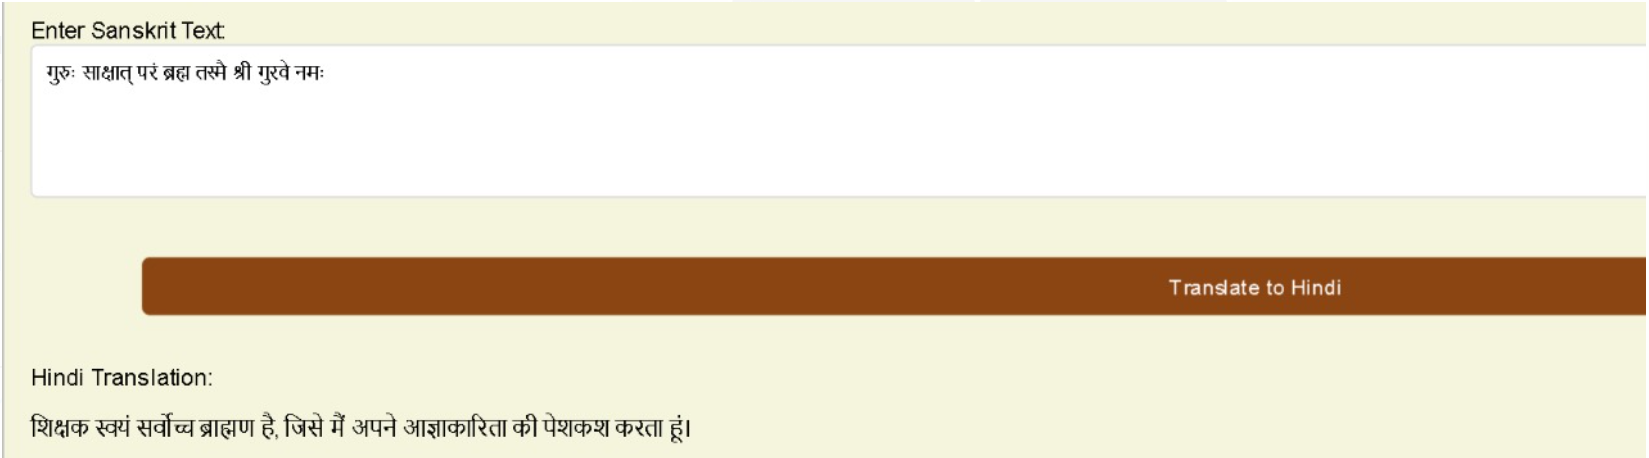 Enter Sanskrit Text:
गुरुः साक्षात् परं ब्रह्म तस्मै श्री गुरवे नमः
Translate to Hindi
Hindi Translation:
शिक्षक स्वयं सर्वोच्च ब्राह्मण है, जिसे मैं अपने आज्ञाकारिता की पेशकश करता हूं।